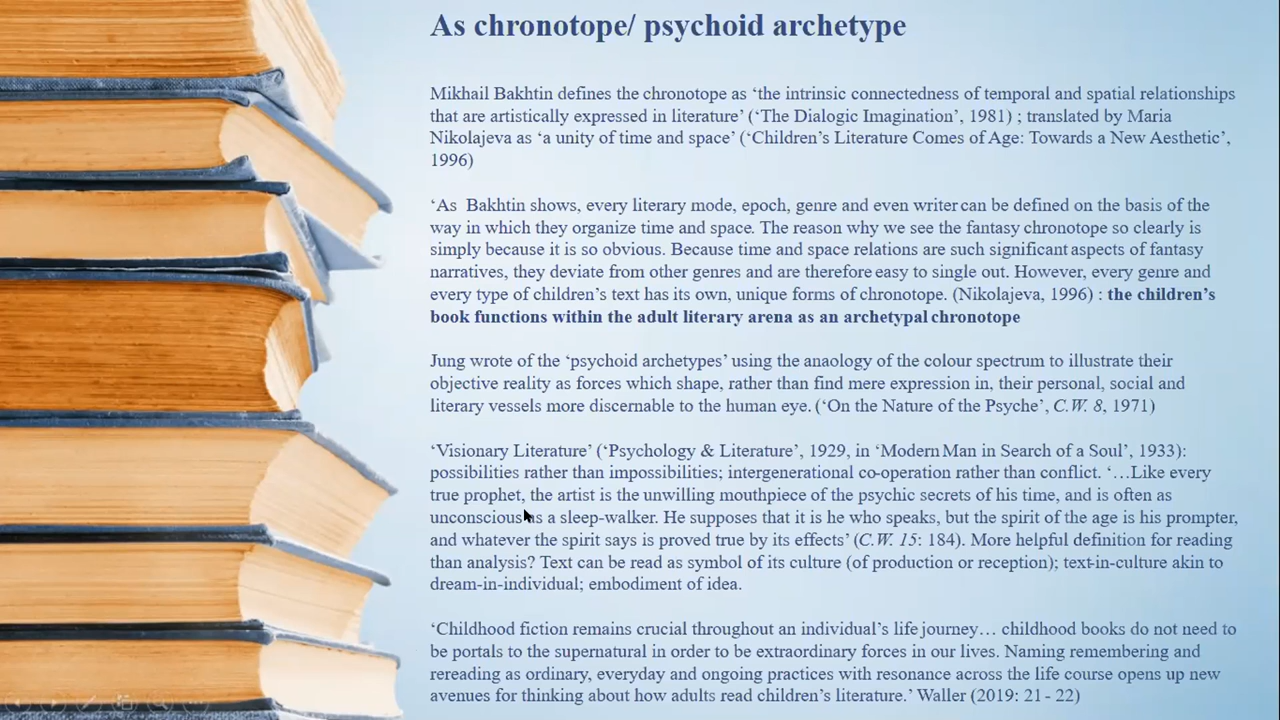 As chronotope/ psychoid archetype
Mikhail Bakhtin defines the chronotope as ‘the intrinsic connectedness of temporal and spatial relationships
that are artistically expressed in literature’ (‘The Dialogic Imagination’, 1981) ; translated by Maria
Nikolajeva as ‘a unity of time and space’ (‘Children’s Literature Comes of Age: Towards a New Aesthetic’,
1996)
‘As Bakhtin shows, every literary mode, epoch, genre and even writer can be defined on the basis of the
way in which they organize time and space. The reason why we see the fantasy chronotope so clearly is
simply because it is so obvious. Because time and space relations are such significant aspects of fantasy
narratives, they deviate from other genres and are therefore easy to single out. However, every genre and
every type of children’s text has its own, unique forms of chronotope. (Nikolajeva, 1996) : the children’s
book functions within the adult literary arena as an archetypal chronotope
Jung wrote of the ‘psychoid archetypes’ using the anaology of the colour spectrum to illustrate their
objective reality as forces which shape, rather than find mere expression in, their personal, social and
literary vessels more discernable to the human eye. (‘On the Nature of the Psyche’, C.W. 8, 1971)
‘Visionary Literature’ (‘Psychology & Literature’, 1929, in ‘Modern Man in Search of a Soul’, 1933):
possibilities rather than impossibilities; intergenerational co-operation rather than conflict. ‘…Like every
true prophet, the artist is the unwilling mouthpiece of the psychic secrets of his time, and is often as
unconscious as a sleep-walker. He supposes that it is he who speaks, but the spirit of the age is his prompter,
and whatever the spirit says is proved true by its effects’ (C.W. 15: 184). More helpful definition for reading
than analysis? Text can be read as symbol of its culture (of production or reception); text-in-culture akin to
dream-in-individual; embodiment of idea.
‘Childhood fiction remains crucial throughout an individual’s life journey… childhood books do not need to
be portals to the supernatural in order to be extraordinary forces in our lives. Naming remembering and
rereading as ordinary, everyday and ongoing practices with resonance across the life course opens up new
avenues for thinking about how adults read children’s literature.’ Waller (2019: 21 - 22)